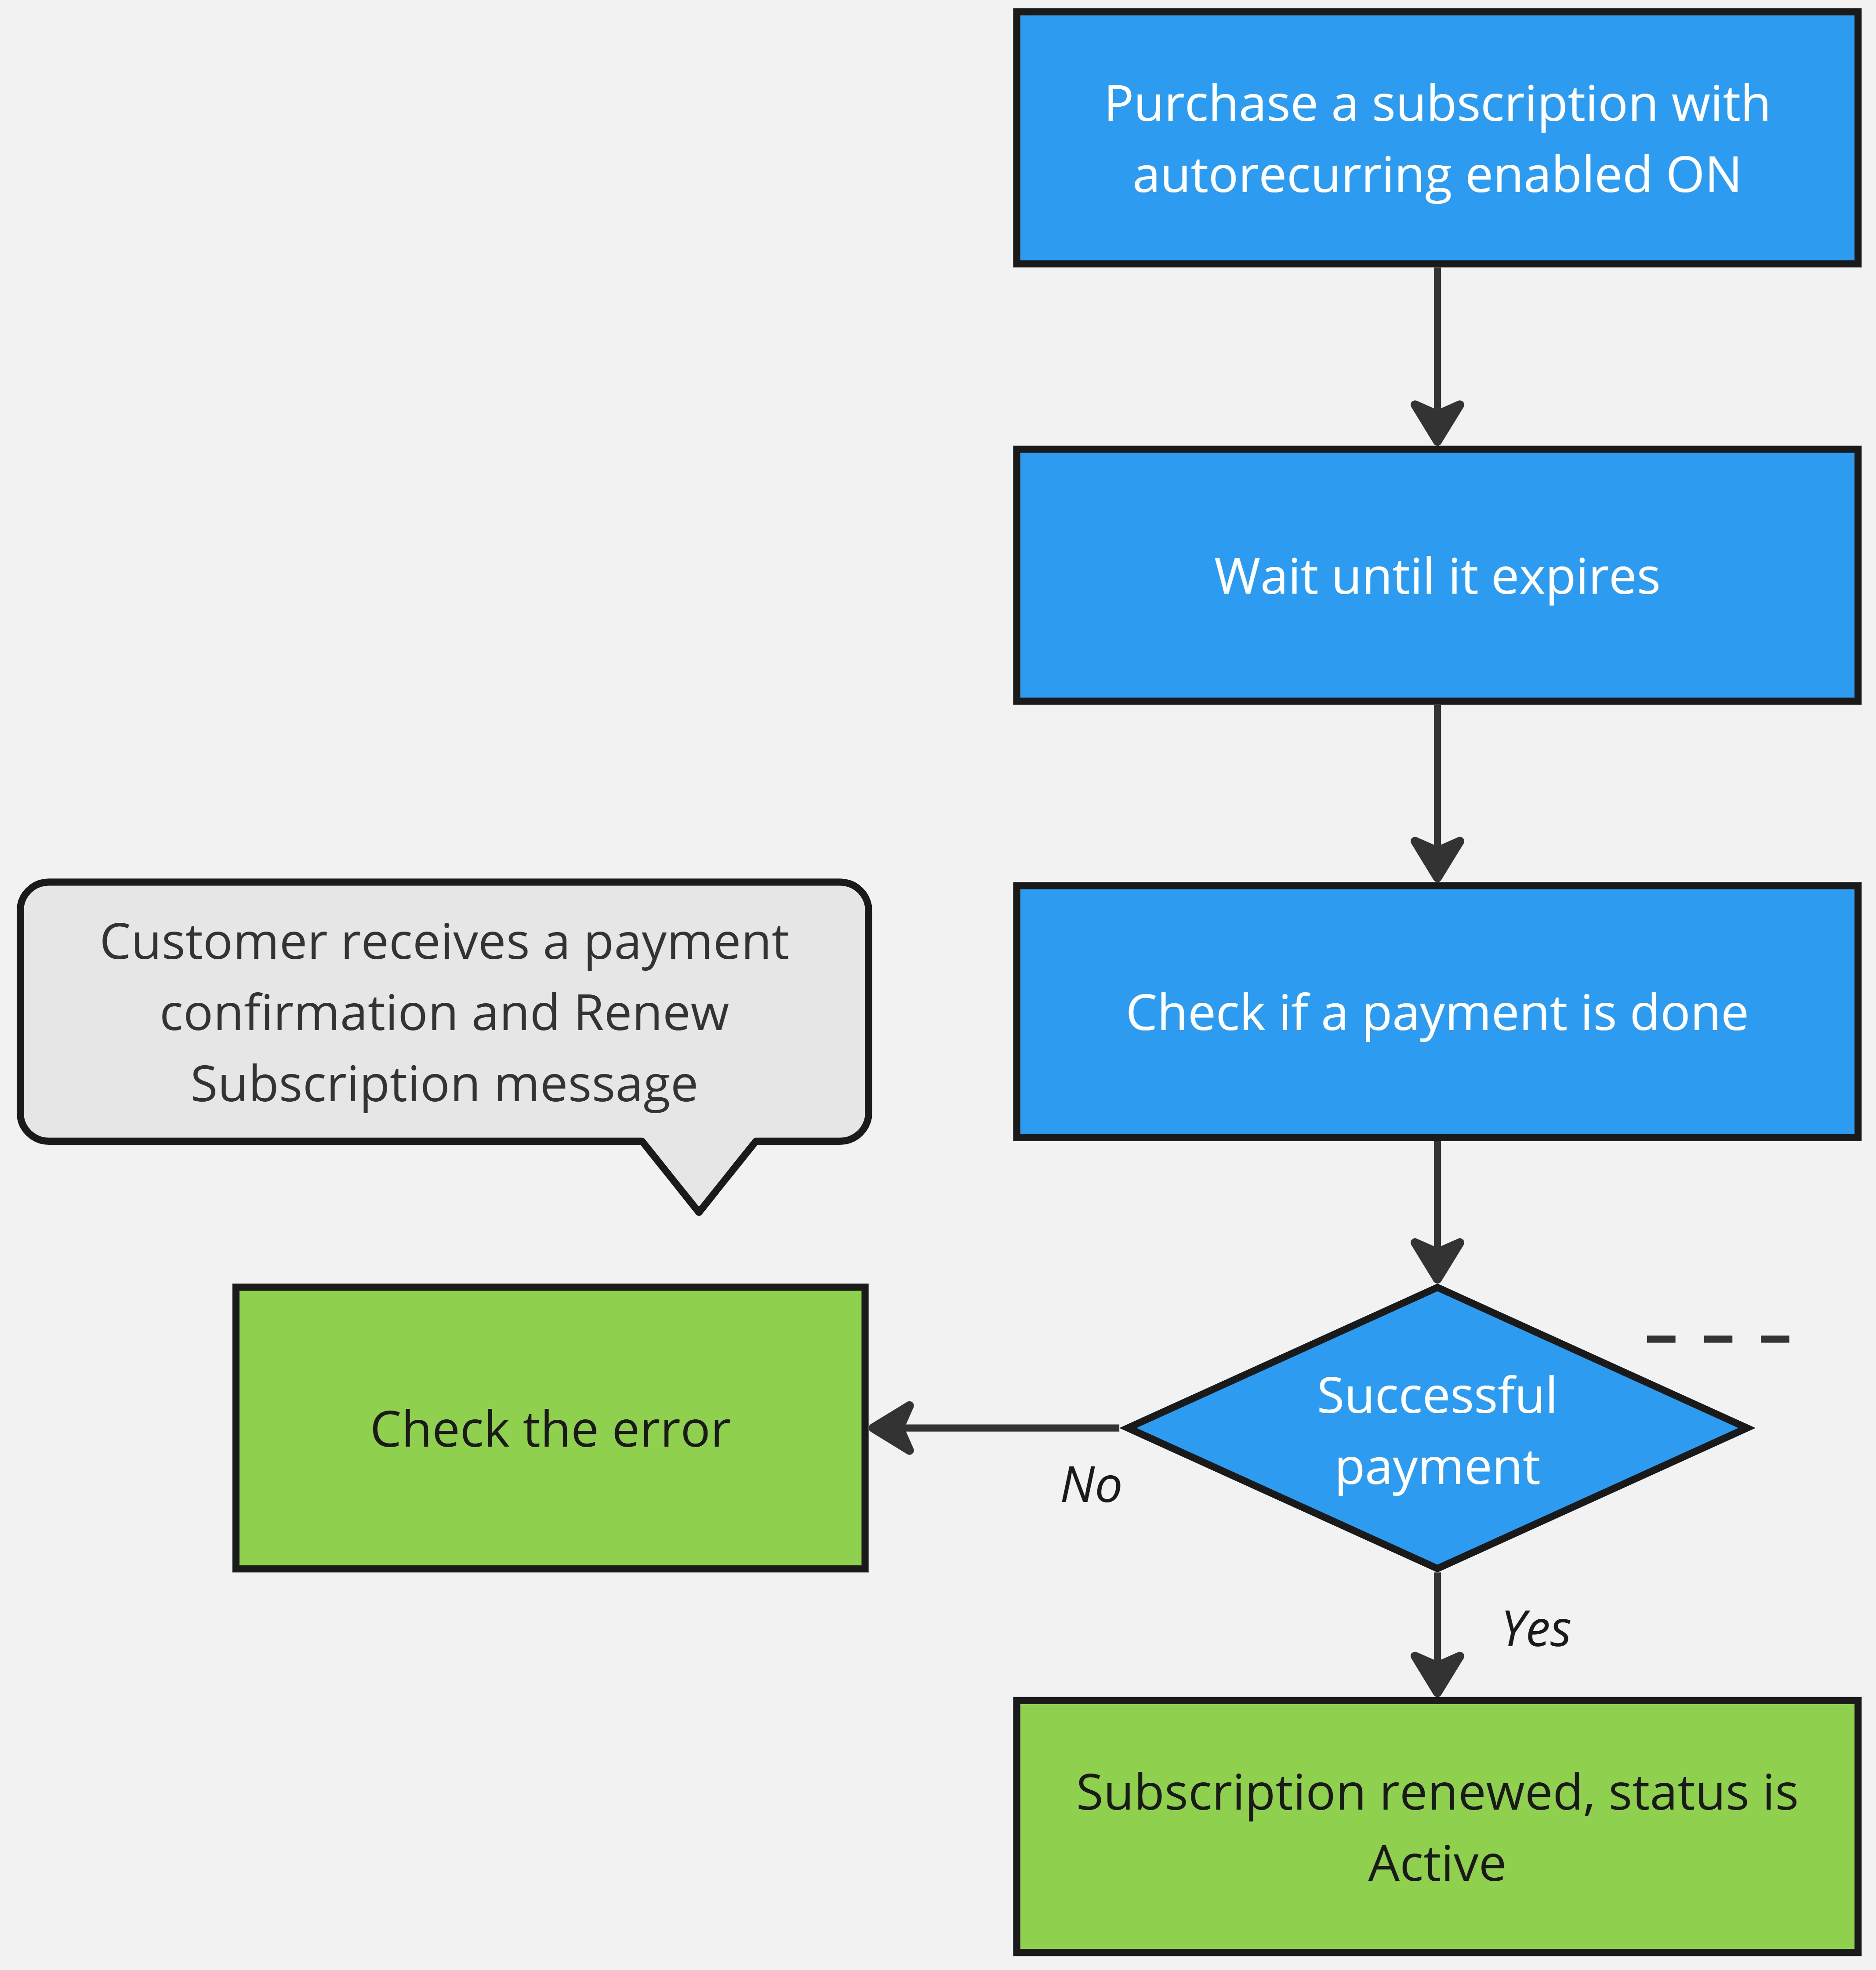 Purchase a subscription with
autorecurring enabled ON
Wait until it expires
Customer receives a payment
confirmation and Renew
Subscription message
Check if a payment is done
Check the error
No
Successful
payment
Yes
Subscription renewed, status is
Active